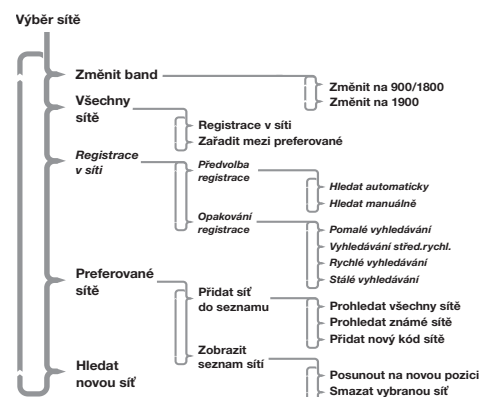 Výběr sítě
Změnit band
Změnit na 900/1800
Změnit na 1900
Všechny
sítě
Registrace v síti
Zařadit mezi preferované
Registrace
v síti
Předvolba
registrace
Hledat automaticky
Hledat manuálně
Opakování
registrace
Pomalé vyhledávání
Vyhledávání střed.rychl.
Rychlé vyhledávání
Stálé vyhledávání
Preferované
sítě
Přidat síť
do seznamu
Prohledat všechny sítě
Prohledat známé sítě
Přidat nový kód sítě
Zobrazit
seznam sítí
Posunout na novou pozici
Smazat vybranou síť
Hledat
novou síť